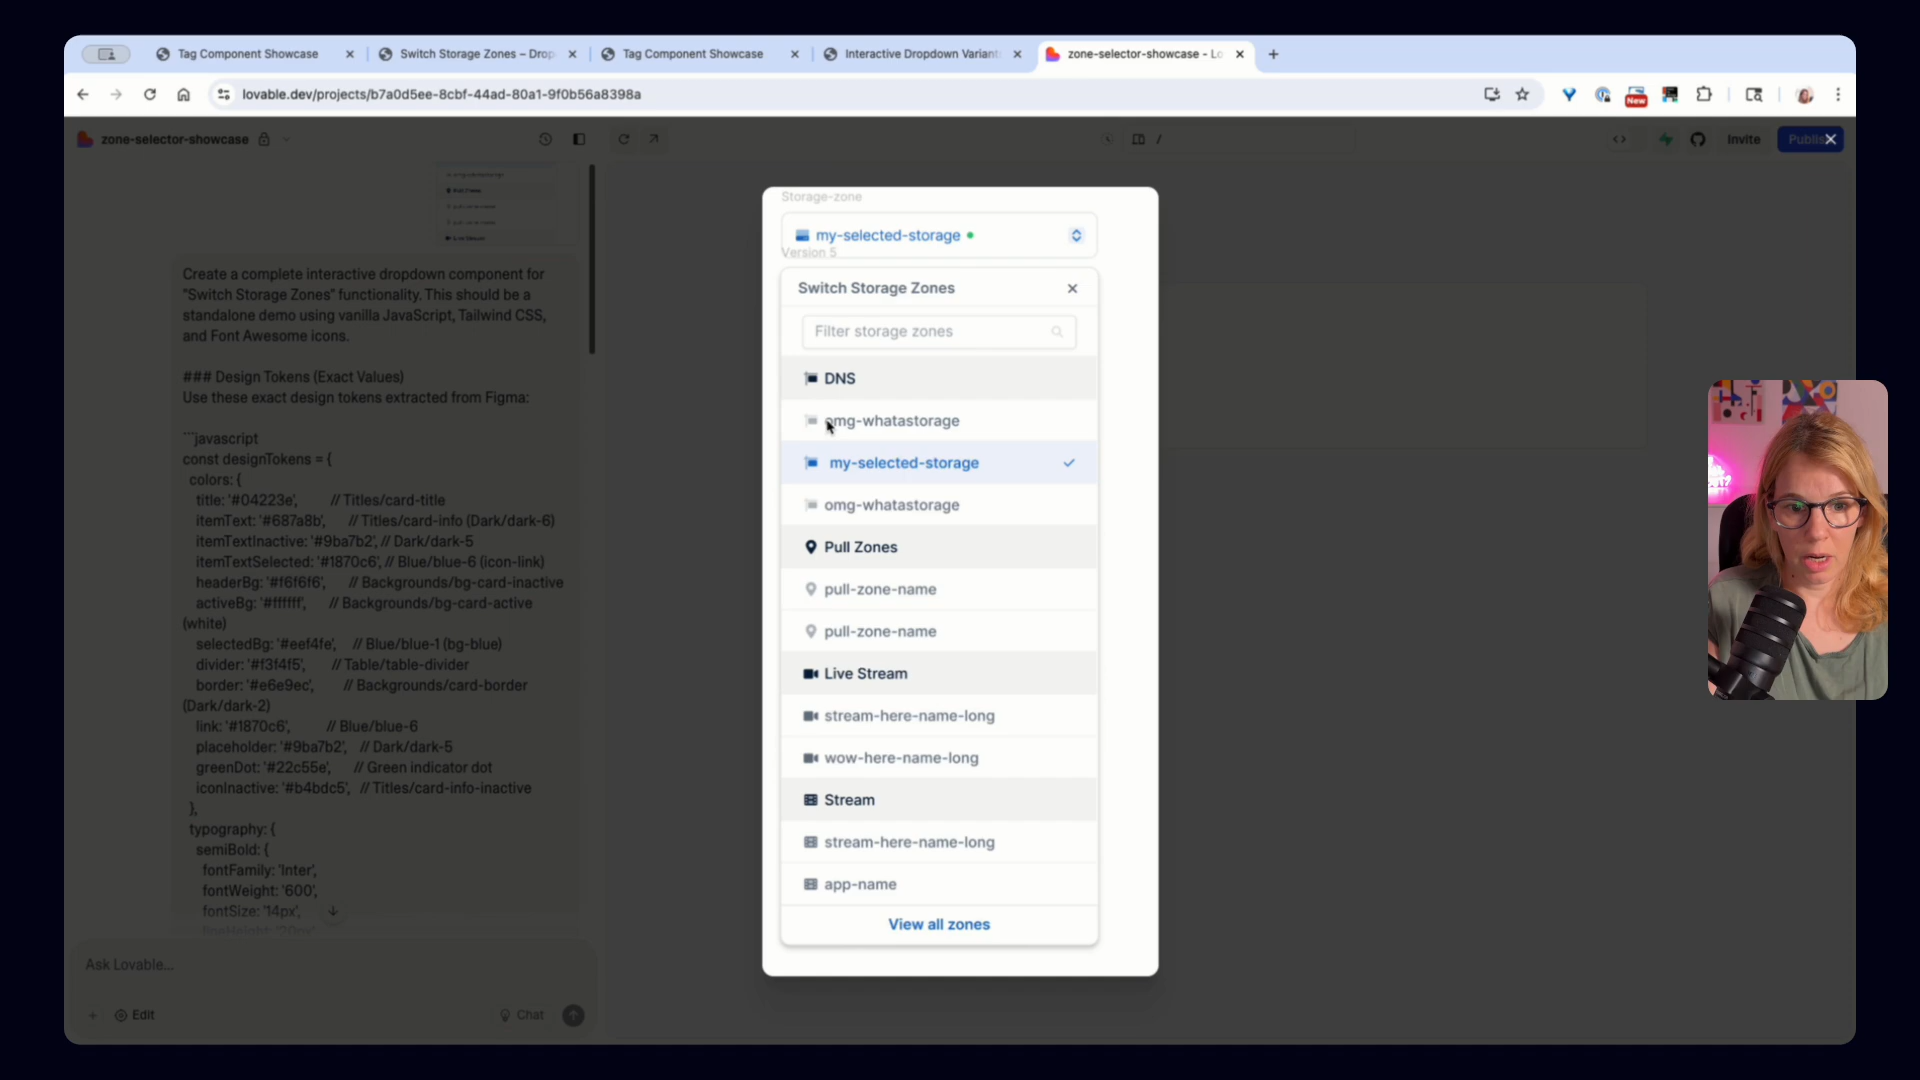 Tag Component Showcase
Switch Storage Zones – Drop
Tag Component Showcase
Interactive Dropdown Variant
zone-selector-showcase - Lo
lovable.dev/projects/b7a0d5ee-8cbf-44ad-80a1-9f0b56a8398a
New
zone-selector-showcase
/
Invite
Publis
Create a complete interactive dropdown component for
"Switch Storage Zones" functionality. This should be a
standalone demo using vanilla JavaScript, Tailwind CSS,
and Font Awesome icons.
### Design Tokens (Exact Values)
Use these exact design tokens extracted from Figma:
```javascript
const designTokens = {
colors: {
title: '#04223e', // Titles/card-title
itemText: '#687a8b', // Titles/card-info (Dark/dark-6)
itemTextInactive: '#9ba7b2', // Dark/dark-5
itemTextSelected: '#1870c6', // Blue/blue-6 (icon-link)
headerBg: '#f6f6f6', // Backgrounds/bg-card-inactive
activeBg: '#ffffff', // Backgrounds/bg-card-active
(white)
selectedBg: '#eef4fe', // Blue/blue-1 (bg-blue)
divider: '#f3f4f5', // Table/table-divider
border: '#e6e9ec', // Backgrounds/card-border
(Dark/dark-2)
link: '#1870c6', // Blue/blue-6
placeholder: '#9ba7b2', // Dark/dark-5
greenDot: '#22c55e', // Green indicator dot
iconInactive: '#b4bdc5', // Titles/card-info-inactive
},
typography: {
semiBold: {
fontFamily: 'Inter',
fontWeight: '600',
fontSize: '14px',
lineHeight: '20px'
Ask Lovable...
Edit
Chat
Storage-zone
my-selected-storage
Version 5
Switch Storage Zones
Filter storage zones
DNS
omg-whatastorage
my-selected-storage
omg-whatastorage
Pull Zones
pull-zone-name
pull-zone-name
Live Stream
stream-here-name-long
wow-here-name-long
Stream
stream-here-name-long
app-name
View all zones